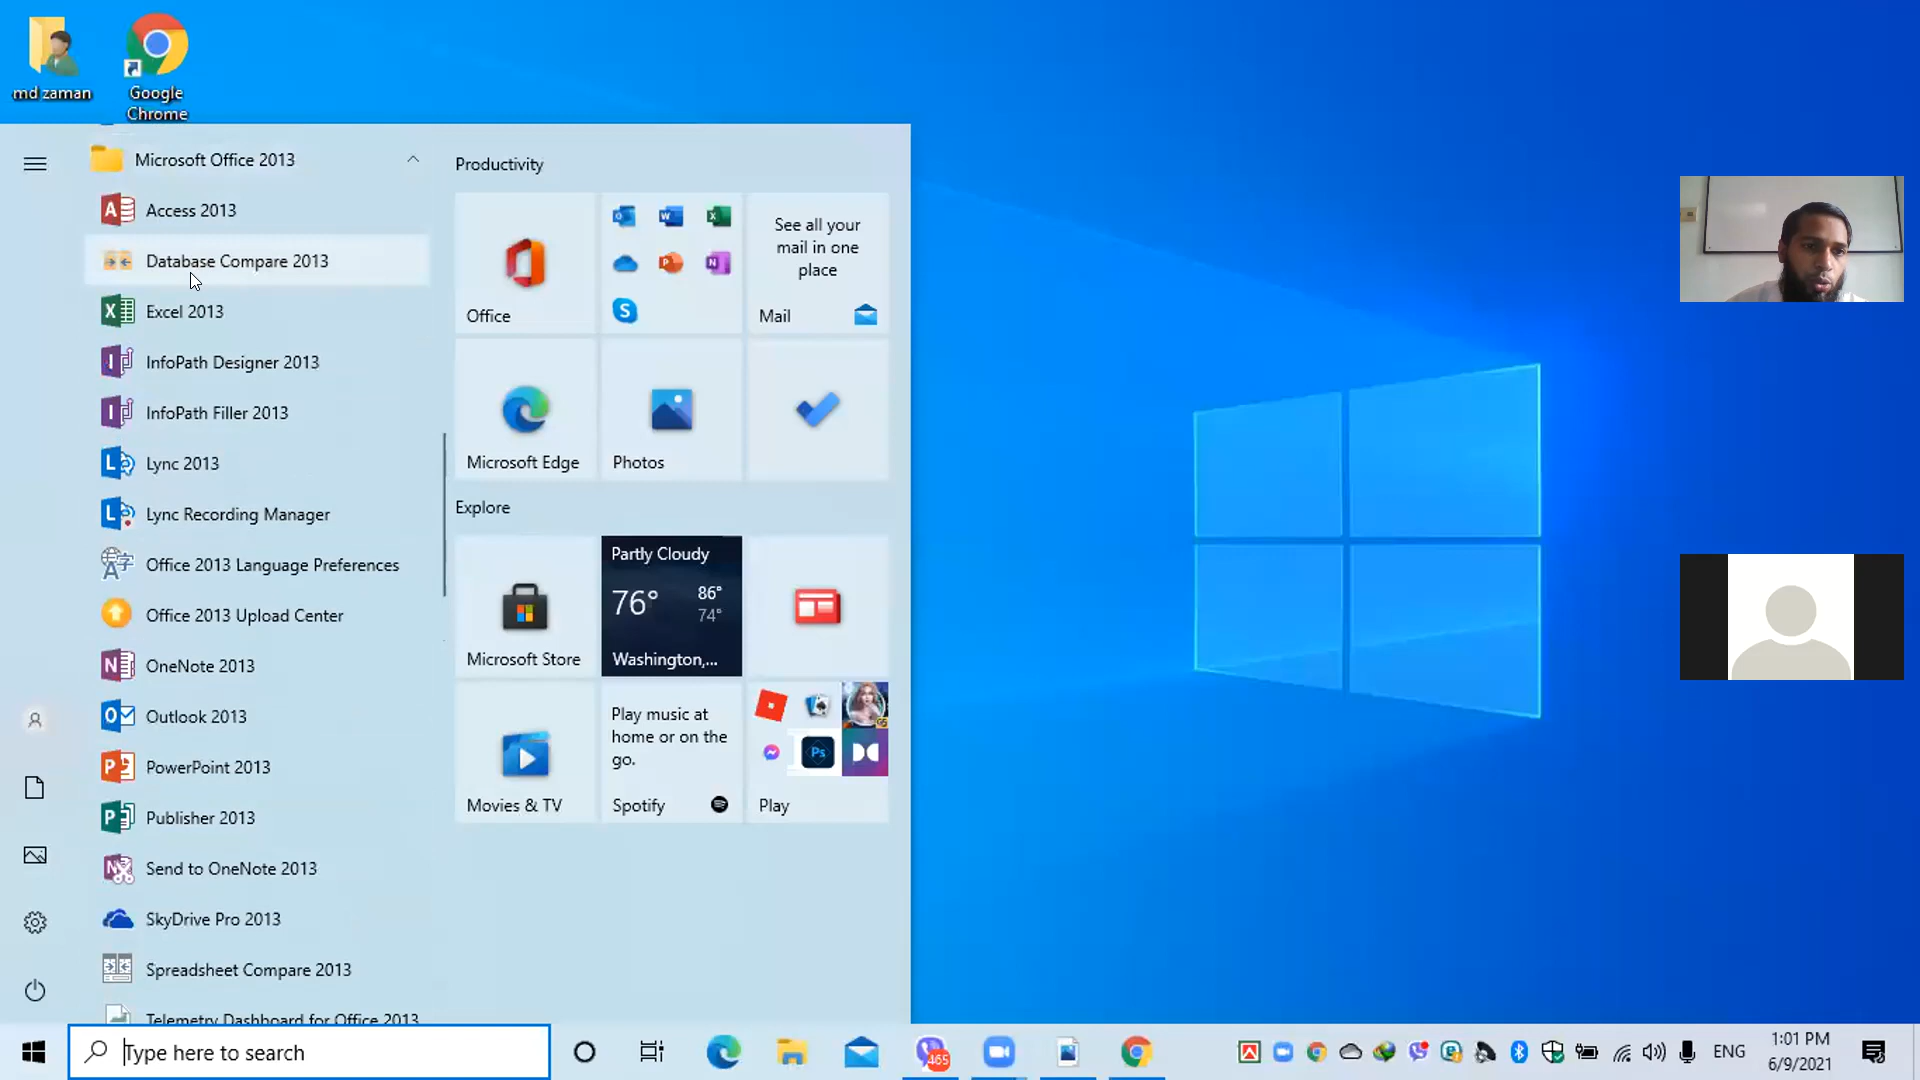 md zaman
Google
Chrome
Microsoft Office 2013
Access 2013
Database Compare 2013
Excel 2013
InfoPath Designer 2013
InfoPath Filler 2013
Lync 2013
Lync Recording Manager
Office 2013 Language Preferences
Office 2013 Upload Center
OneNote 2013
Outlook 2013
PowerPoint 2013
Publisher 2013
Send to OneNote 2013
SkyDrive Pro 2013
Spreadsheet Compare 2013
Telemetry Dashboard for Office 2013
Productivity
Office
See all your
mail in one
place
Mail
Microsoft Edge
Photos
Explore
Microsoft Store
Partly Cloudy
76° 86°
74°
Washington,...
Movies & TV
Play music at
home or on the
go.
Spotify
Ps
Play
Type here to search
465
ENG
1:01 PM
6/9/2021